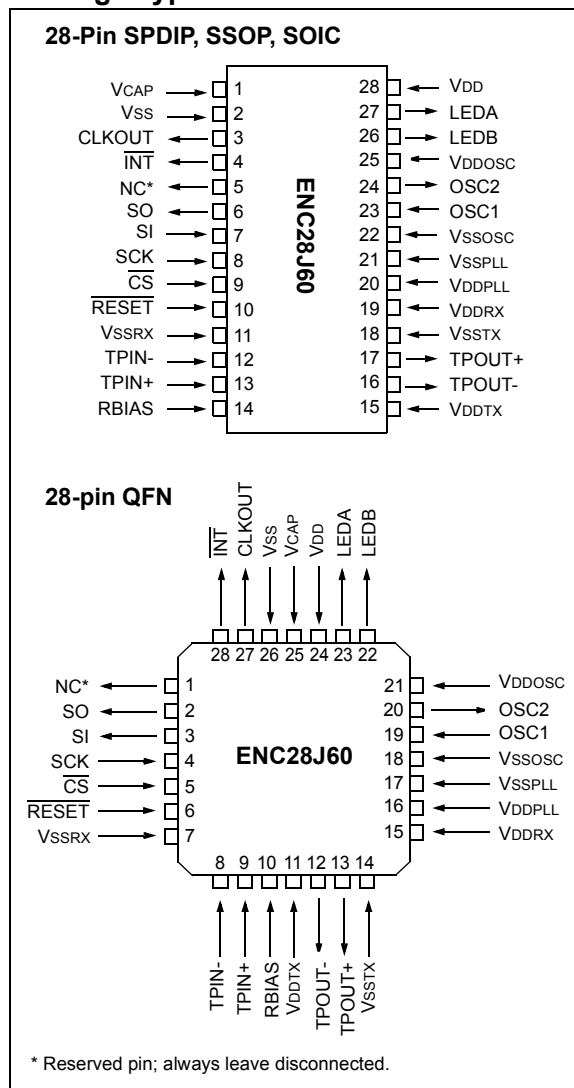 28-Pin SPDIP, SSOP, SOIC
VCAP 1 28 VDD
VSS 2 27 LEDA
CLKOUT 3 26 LEDB
INT 4 25 VDDOSC
NC* 5 24 OSC2
SO 6 23 OSC1
SI 7 22 VSSOSC
SCK 8 21 VSSPLL
CS 9 20 VDDPLL
RESET 10 19 VDDRX
VSSRX 11 18 VSSTX
TPIN- 12 17 TPOUT+
TPIN+ 13 16 TPOUT-
RBIAS 14 15 VDDTX
ENC28J60
28-pin QFN
INT CLKOUT VSS VCAP VDD LEDA LEDB
28 27 26 25 24 23 22
NC* 1 21 VDDOSC
SO 2 20 OSC2
SI 3 19 OSC1
SCK 4 18 VSSOSC
CS 5 17 VSSPLL
RESET 6 16 VDDPLL
VSSRX 7 15 VDDRX
ENC28J60
8 9 10 11 12 13 14
TPIN- TPIN+ RBIAS VDDTX TPOUT- TPOUT+ VSSTX
* Reserved pin; always leave disconnected.